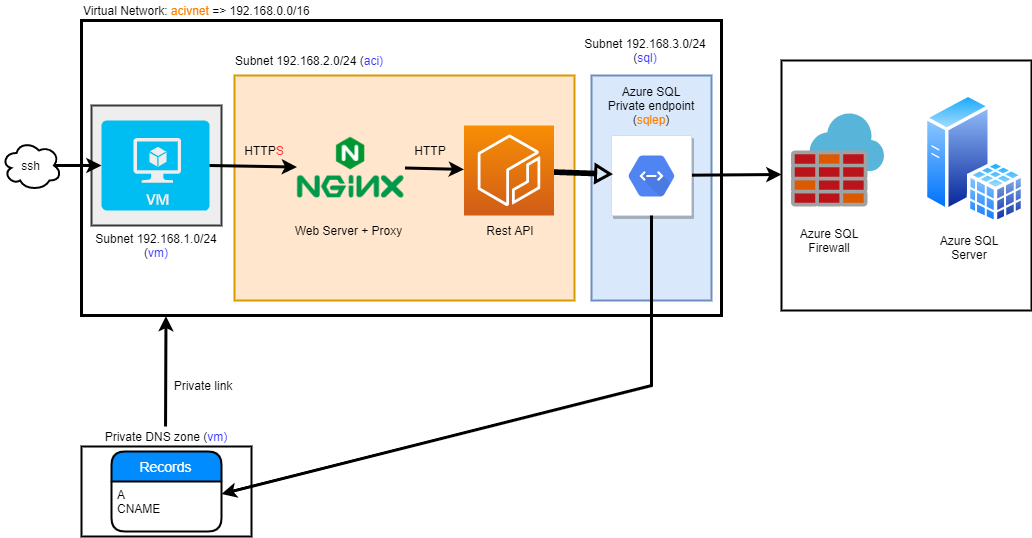 Virtual Network: acivnet => 192.168.0.0/16
Subnet 192.168.3.0/24
(sql)
Subnet 192.168.2.0/24 (aci)
Azure SQL
Private endpoint
(sqlep)
ssh
VM
HTTPS
NGINX
HTTP
Web Server + Proxy
Rest API
Subnet 192.168.1.0/24
(vm)
Azure SQL
Firewall
Azure SQL
Server
Private link
Private DNS zone (vm)
Records
A
CNAME